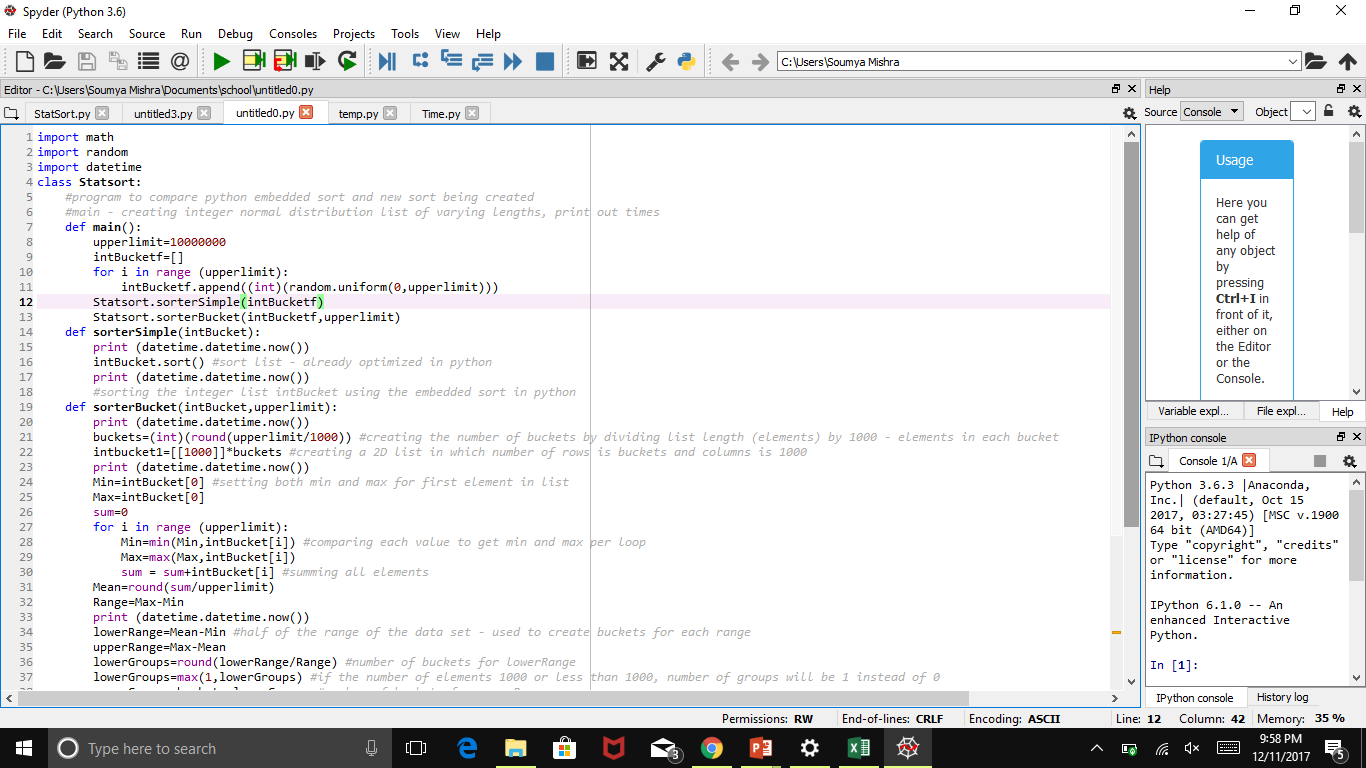 Spyder (Python 3.6)
File Edit Search Source Run Debug Consoles Projects Tools View Help
C:\Users\Soumya Mishra
Editor - C:\Users\Soumya Mishra\Documents\school\untitled0.py
StatSort.py untitled3.py untitled0.py temp.py Time.py
1 import math
2 import random
3 import datetime
4 class Statsort:
5     #program to compare python embedded sort and new sort being created
6     #main - creating integer normal distribution list of varying lengths, print out times
7     def main():
8         upperlimit=10000000
9         intBucketf=[]
10         for i in range (upperlimit):
11             intBucketf.append((int)(random.uniform(0,upperlimit)))
12         Statsort.sorterSimple(intBucketf)
13         Statsort.sorterBucket(intBucketf,upperlimit)
14     def sorterSimple(intBucket):
15         print (datetime.datetime.now())
16         intBucket.sort() #sort list - already optimized in python
17         print (datetime.datetime.now())
18         #sorting the integer list intBucket using the embedded sort in python
19     def sorterBucket(intBucket,upperlimit):
20         print (datetime.datetime.now())
21         buckets=(int)(round(upperlimit/1000)) #creating the number of buckets by dividing list length (elements) by 1000 - elements in each bucket
22         intbucket1=[[1000]]*buckets #creating a 2D list in which number of rows is buckets and columns is 1000
23         print (datetime.datetime.now())
24         Min=intBucket[0] #setting both min and max for first element in list
25         Max=intBucket[0]
26         sum=0
27         for i in range (upperlimit):
28             Min=min(Min,intBucket[i]) #comparing each value to get min and max per loop
29             Max=max(Max,intBucket[i])
30             sum = sum+intBucket[i] #summing all elements
31         Mean=round(sum/upperlimit)
32         Range=Max-Min
33         print (datetime.datetime.now())
34         lowerRange=Mean-Min #half of the range of the data set - used to create buckets for each range
35         upperRange=Max-Mean
36         lowerGroups=round(lowerRange/Range) #number of buckets for lowerRange
37         lowerGroups=max(1,lowerGroups) #if the number of elements 1000 or less than 1000, number of groups will be 1 instead of 0
Help
Source Console Object
Usage
Here you
can get
help of
any object
by
pressing
Ctrl+I in
front of it,
either on
the Editor
or the
Console.
Variable expl... File expl... Help
IPython console
Console 1/A
Python 3.6.3 |Anaconda,
Inc.| (default, Oct 15
2017, 03:27:45) [MSC v.1900
64 bit (AMD64)]
Type "copyright", "credits"
or "license" for more
information.
IPython 6.1.0 -- An
enhanced Interactive
Python.
In [1]:
IPython console History log
Permissions: RW End-of-lines: CRLF Encoding: ASCII Line: 12 Column: 42 Memory: 35 %
Type here to search
3
9:58 PM
12/11/2017
5